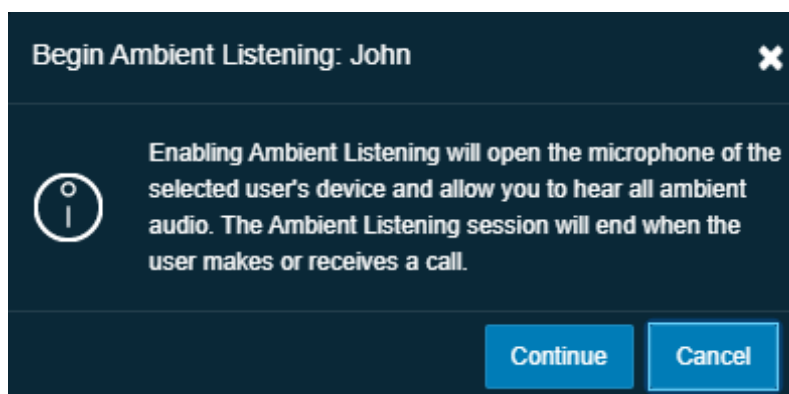 Begin Ambient Listening: John
Enabling Ambient Listening will open the microphone of the
selected user's device and allow you to hear all ambient
audio. The Ambient Listening session will end when the
user makes or receives a call.
Continue
Cancel